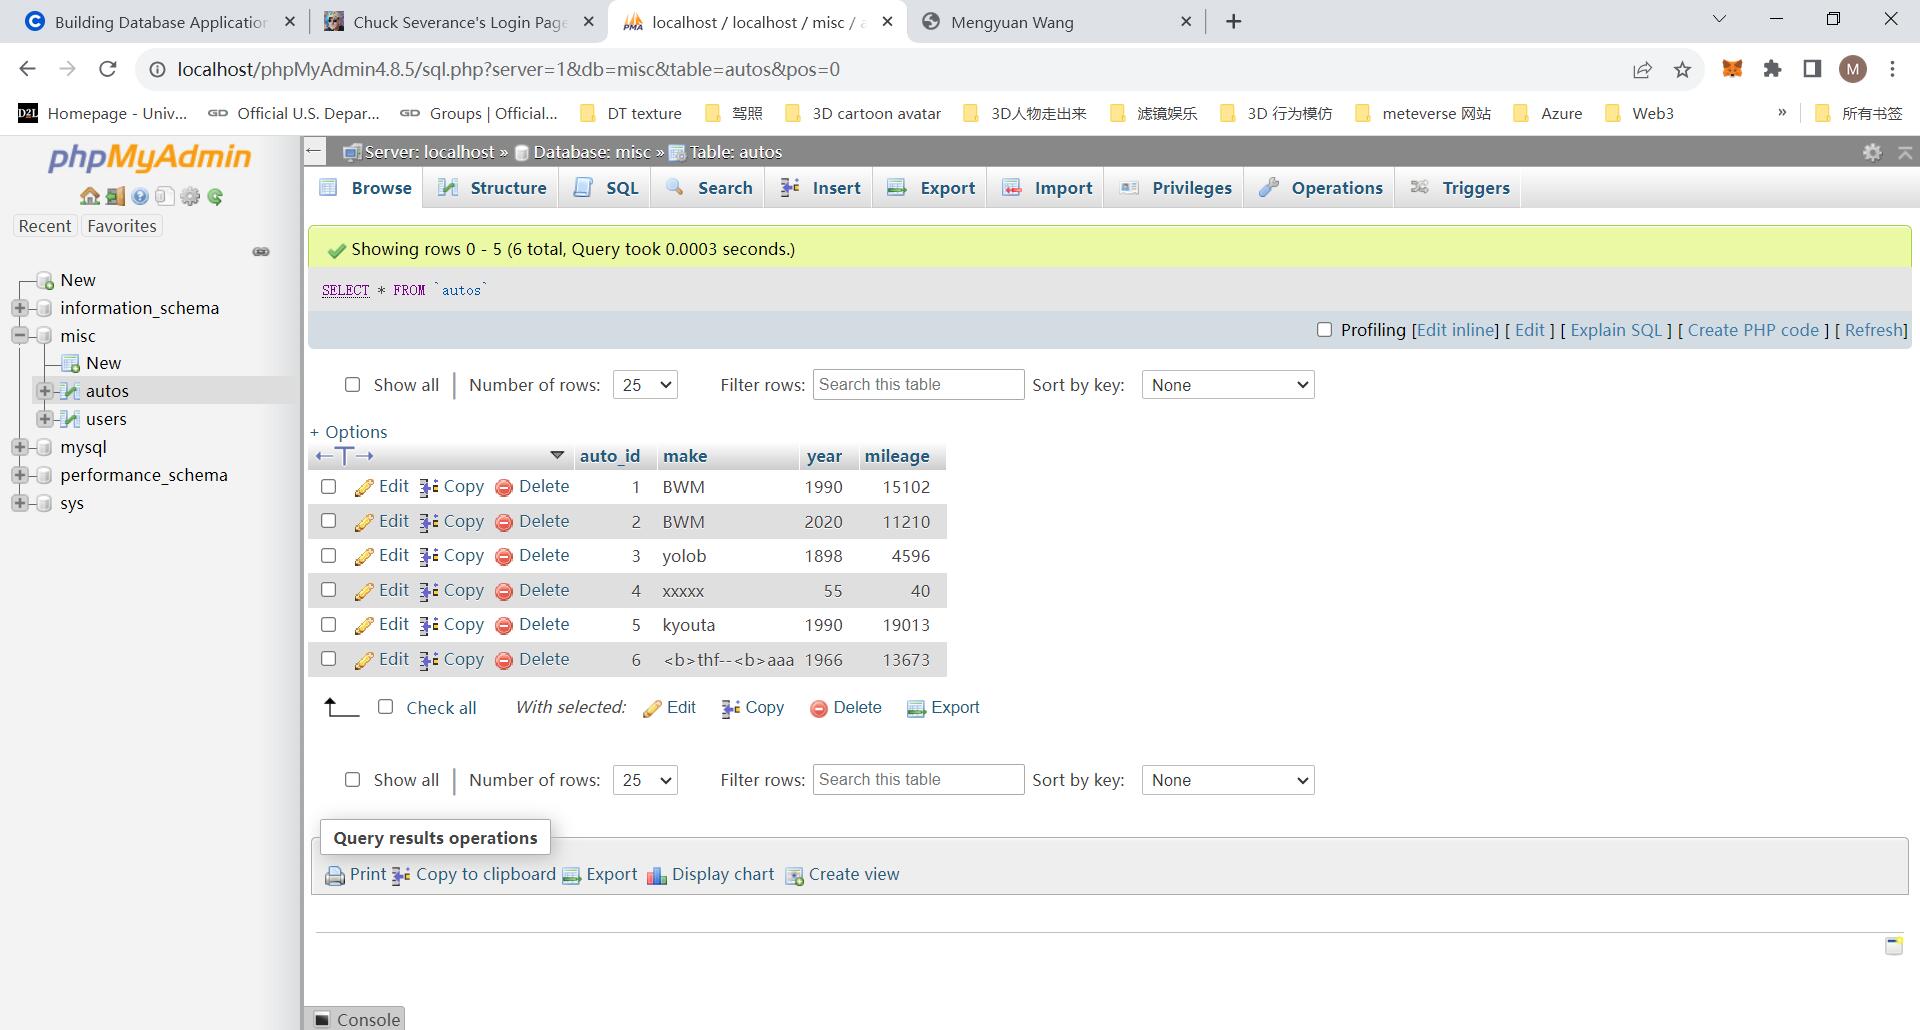 Building Database Application
Chuck Severance's Login Page
localhost / localhost / misc / a
Mengyuan Wang
localhost/phpMyAdmin4.8.5/sql.php?server=1&db=misc&table=autos&pos=0
M
D2L Homepage - Univ...
GD Official U.S. Depar...
GD Groups | Official...
DT texture
驾照
3D cartoon avatar
3D人物走出来
滤镜娱乐
3D 行为模仿
meteverse 网站
Azure
Web3
»
所有书签
phpMyAdmin
Recent Favorites
New
information_schema
misc
New
autos
users
mysql
performance_schema
sys
Server: localhost » Database: misc » Table: autos
Browse Structure SQL Search Insert Export Import Privileges Operations Triggers
Showing rows 0 - 5 (6 total, Query took 0.0003 seconds.)
SELECT * FROM `autos`
Profiling [Edit inline] [ Edit ] [ Explain SQL ] [ Create PHP code ] [ Refresh]
Show all | Number of rows: 25 Filter rows: Search this table Sort by key: None
+ Options
←T→ auto_id make year mileage
Edit Copy Delete 1 BWM 1990 15102
Edit Copy Delete 2 BWM 2020 11210
Edit Copy Delete 3 yolob 1898 4596
Edit Copy Delete 4 xxxxx 55 40
Edit Copy Delete 5 kyouta 1990 19013
Edit Copy Delete 6 <b>thf--<b>aaa 1966 13673
Check all With selected: Edit Copy Delete Export
Show all | Number of rows: 25 Filter rows: Search this table Sort by key: None
Query results operations
Print Copy to clipboard Export Display chart Create view
Console